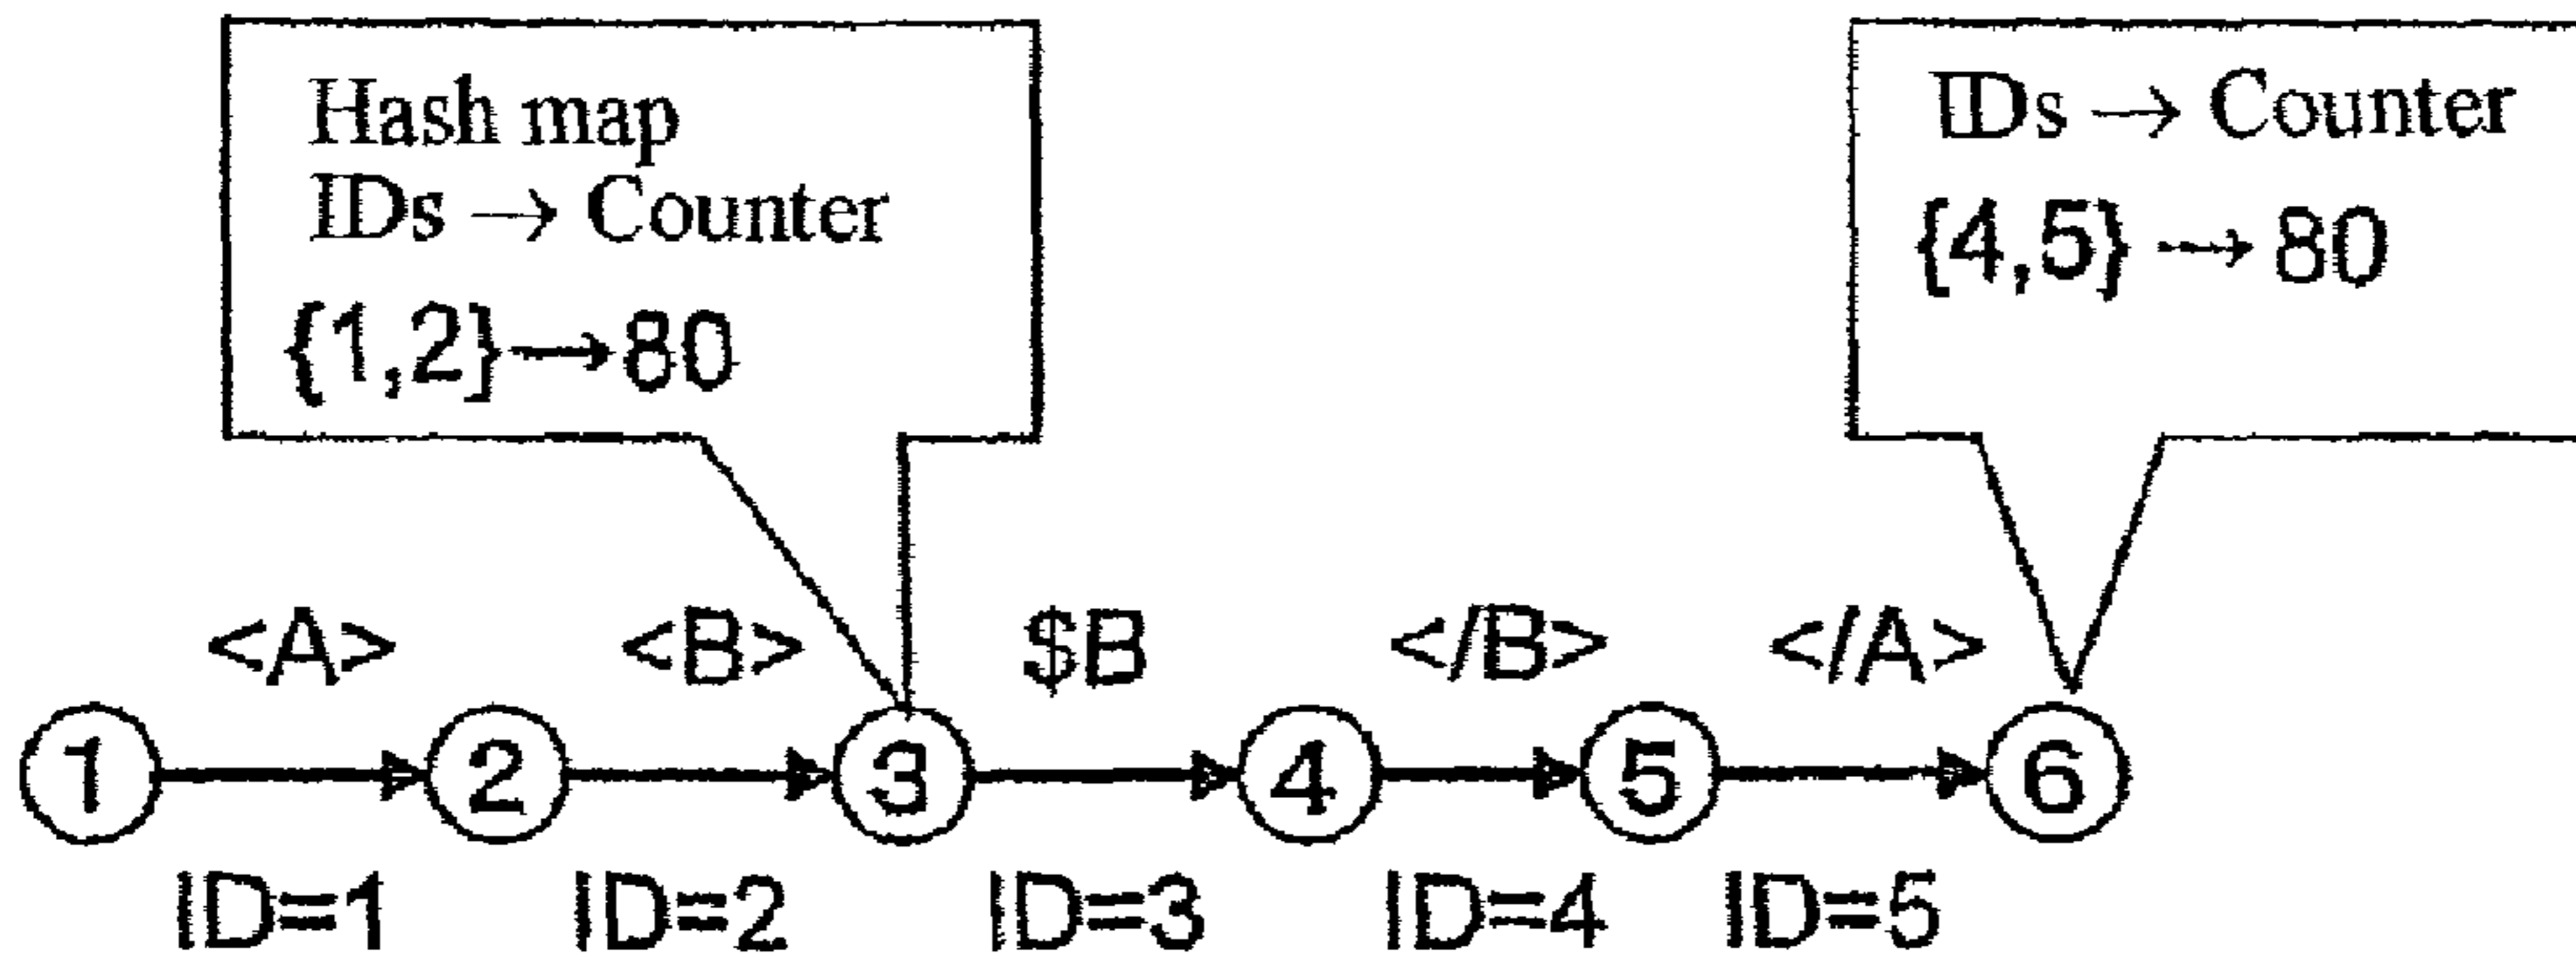 Hash map
IDs → Counter
{1,2}→80
IDs → Counter
{4,5}→80
<A> <B> $B </B> </A>
1 2 3 4 5 6
ID=1 ID=2 ID=3 ID=4 ID=5